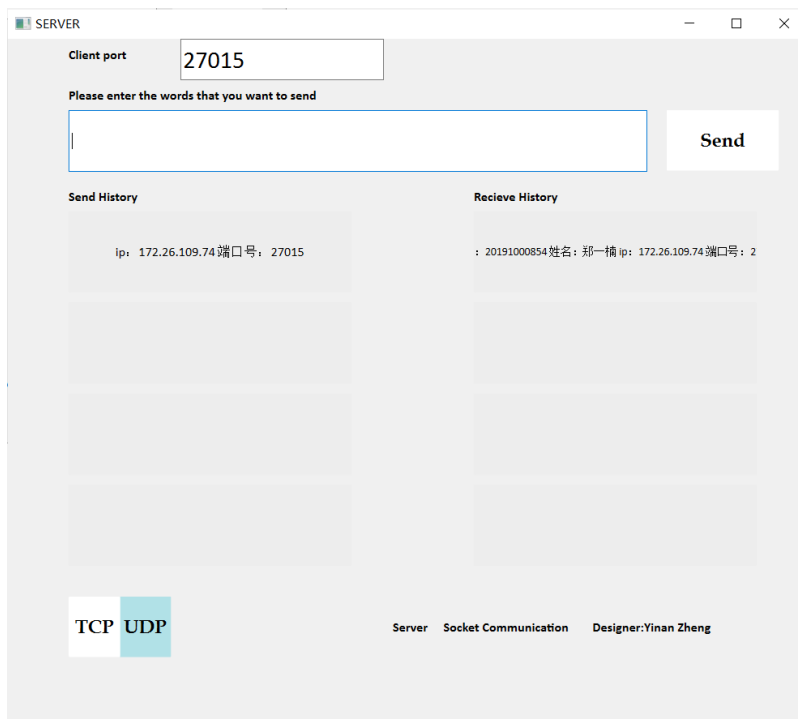 SERVER
Client port
27015
Please enter the words that you want to send
Send
Send History
Recieve History
ip：172.26.109.74 端口号：27015
：20191000854 姓名：郑一楠 ip：172.26.109.74 端口号：2
TCP UDP
Server Socket Communication Designer:Yinan Zheng